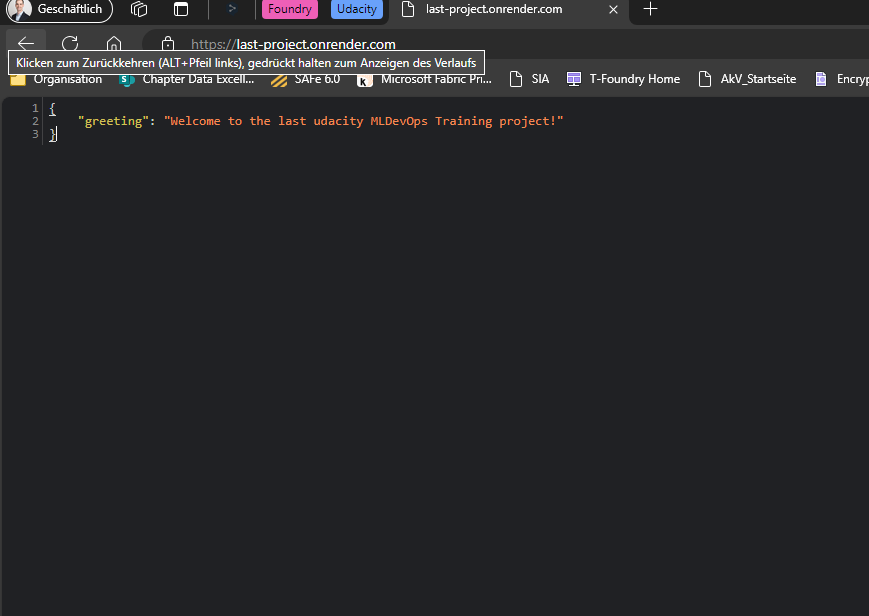 Geschäftlich
Foundry
Udacity
last-project.onrender.com
https://last-project.onrender.com
Klicken zum Zurückkehren (ALT+Pfeil links), gedrückt halten zum Anzeigen des Verlaufs
Organisation
Chapter Data Excell...
SAFe 6.0
Microsoft Fabric Pri...
SIA
T-Foundry Home
AkV_Startseite
Encryp
1 {
2 "greeting": "Welcome to the last udacity MLDevOps Training project!"
3 }